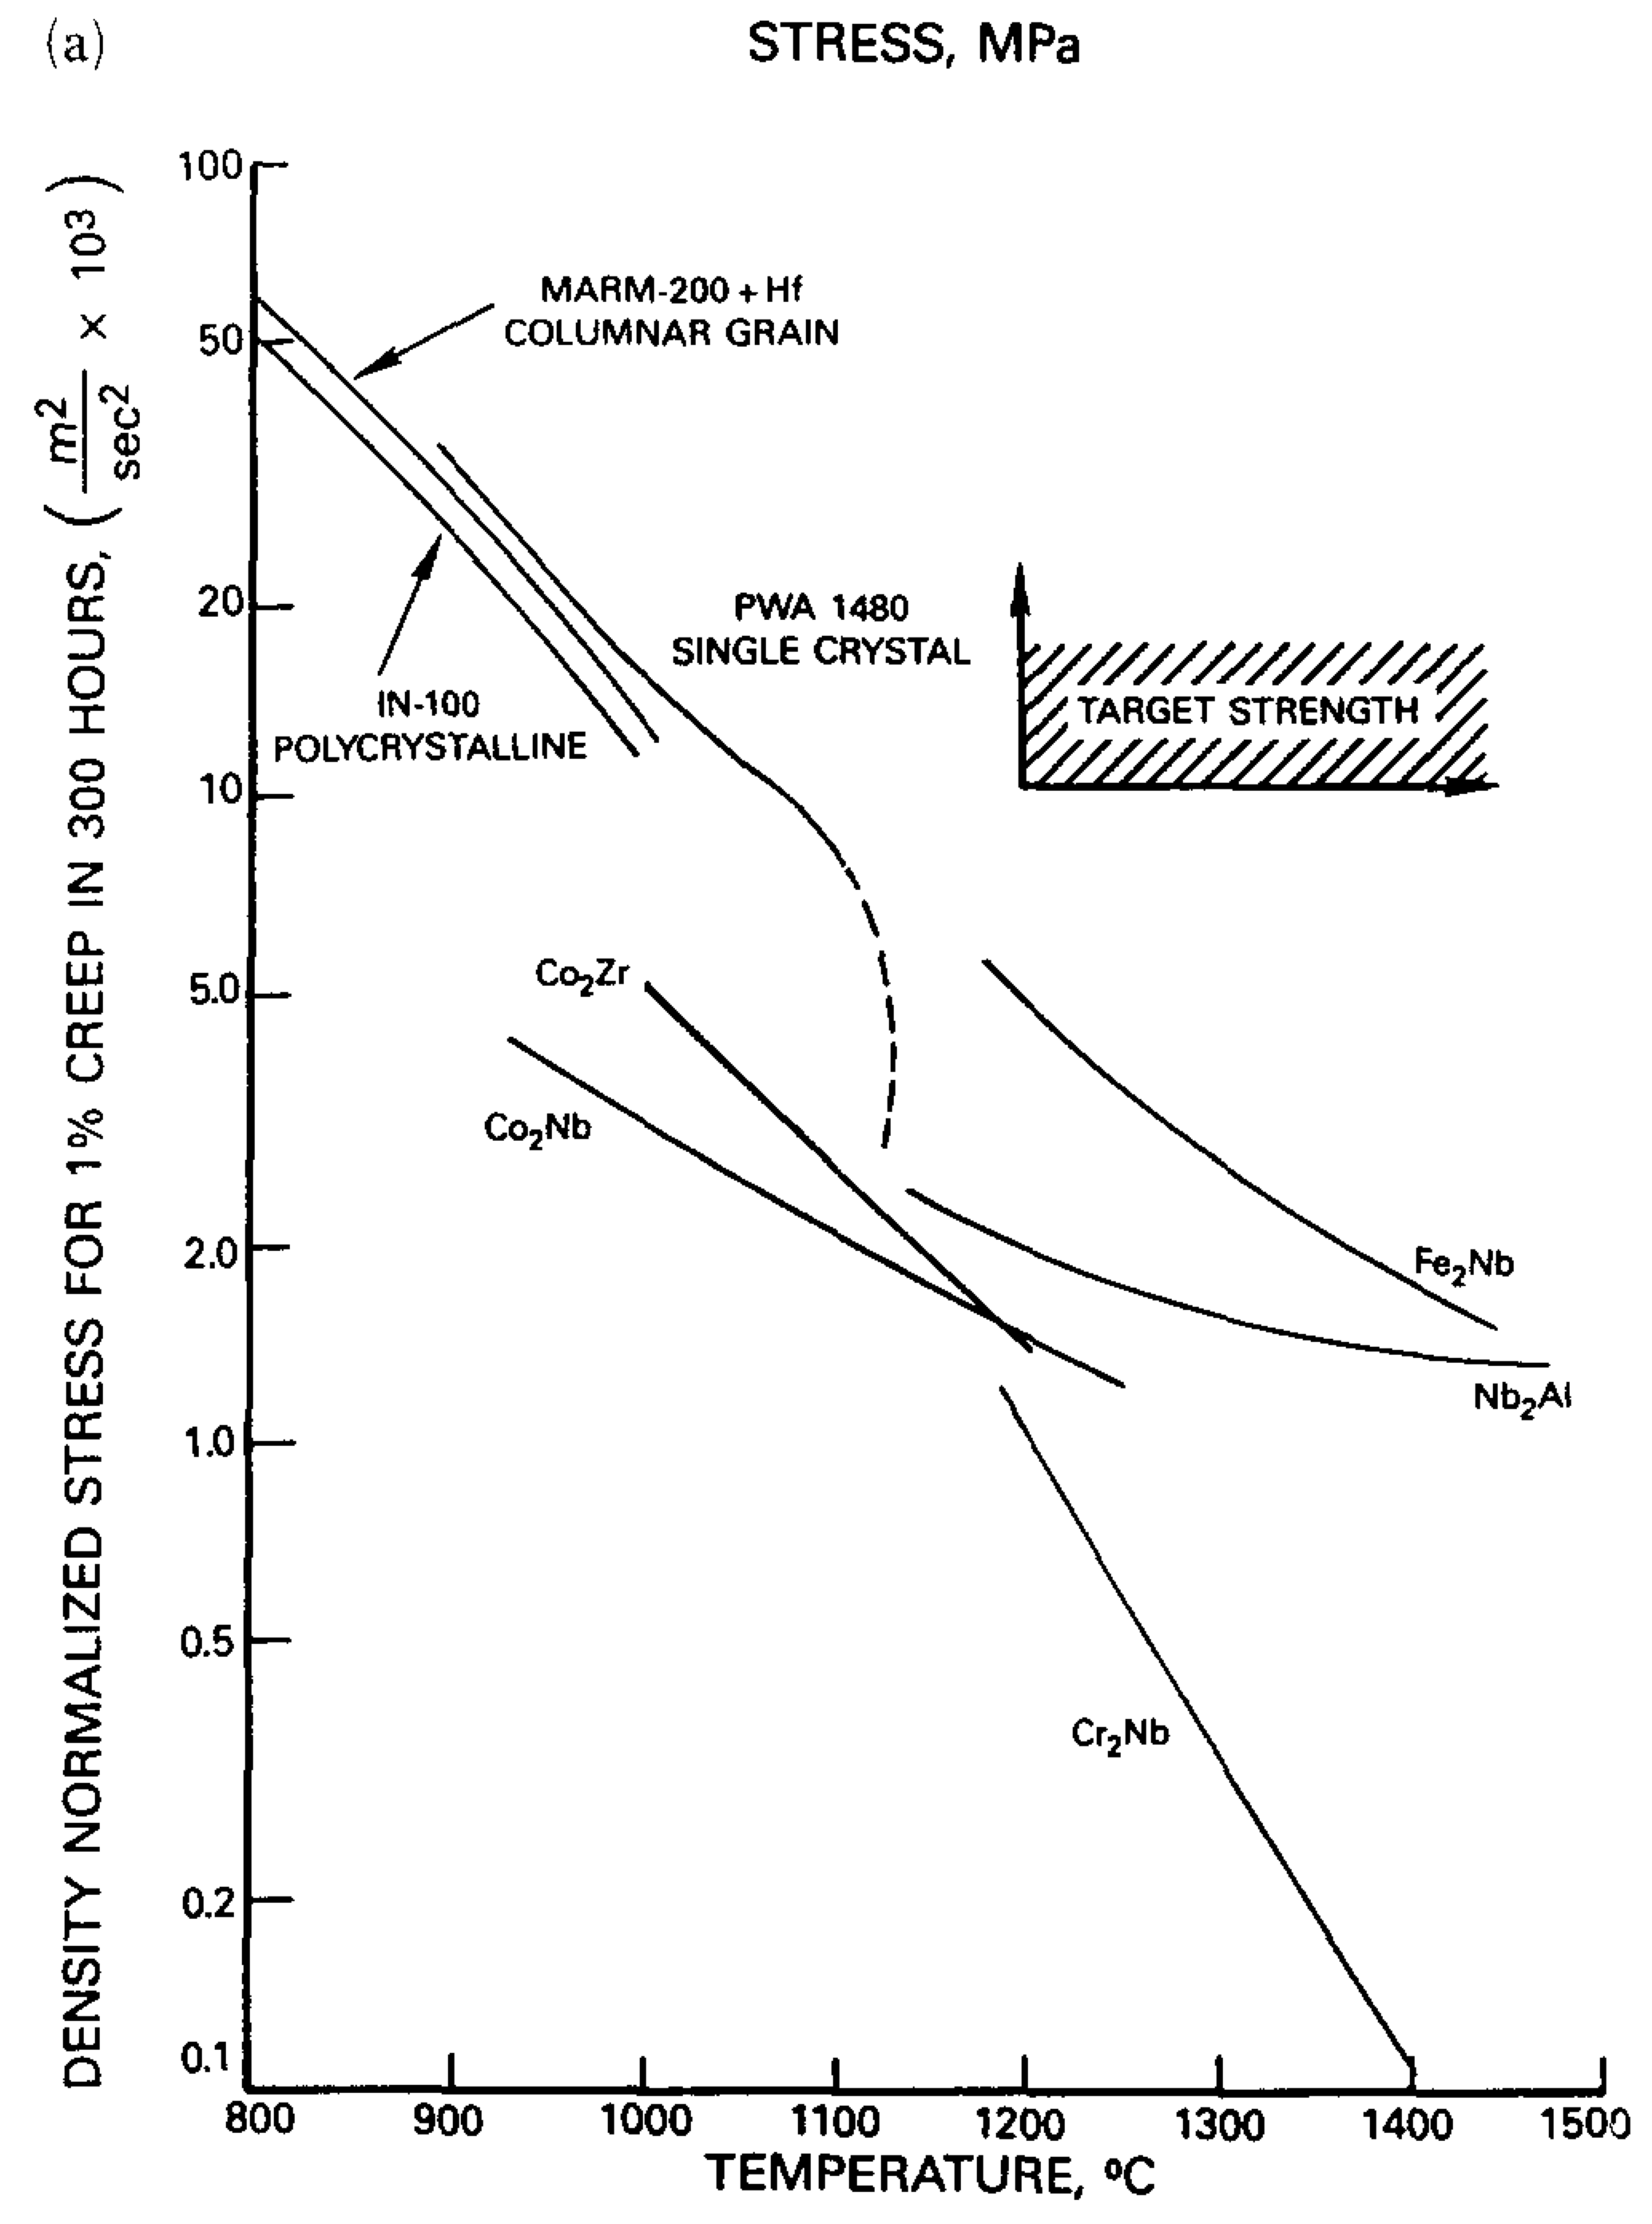 (a)
STRESS, MPa
DENSITY NORMALIZED STRESS FOR 1% CREEP IN 300 HOURS, ( m² / sec² × 10³ )
100
50
20
10
5.0
2.0
1.0
0.5
0.2
0.1
MARM-200 + Hf
COLUMNAR GRAIN
IN-100
POLYCRYSTALLINE
PWA 1480
SINGLE CRYSTAL
TARGET STRENGTH
Co₂Zr
Co₂Nb
Fe₂Nb
Nb₂Al
Cr₂Nb
800 900 1000 1100 1200 1300 1400 1500
TEMPERATURE, ºC